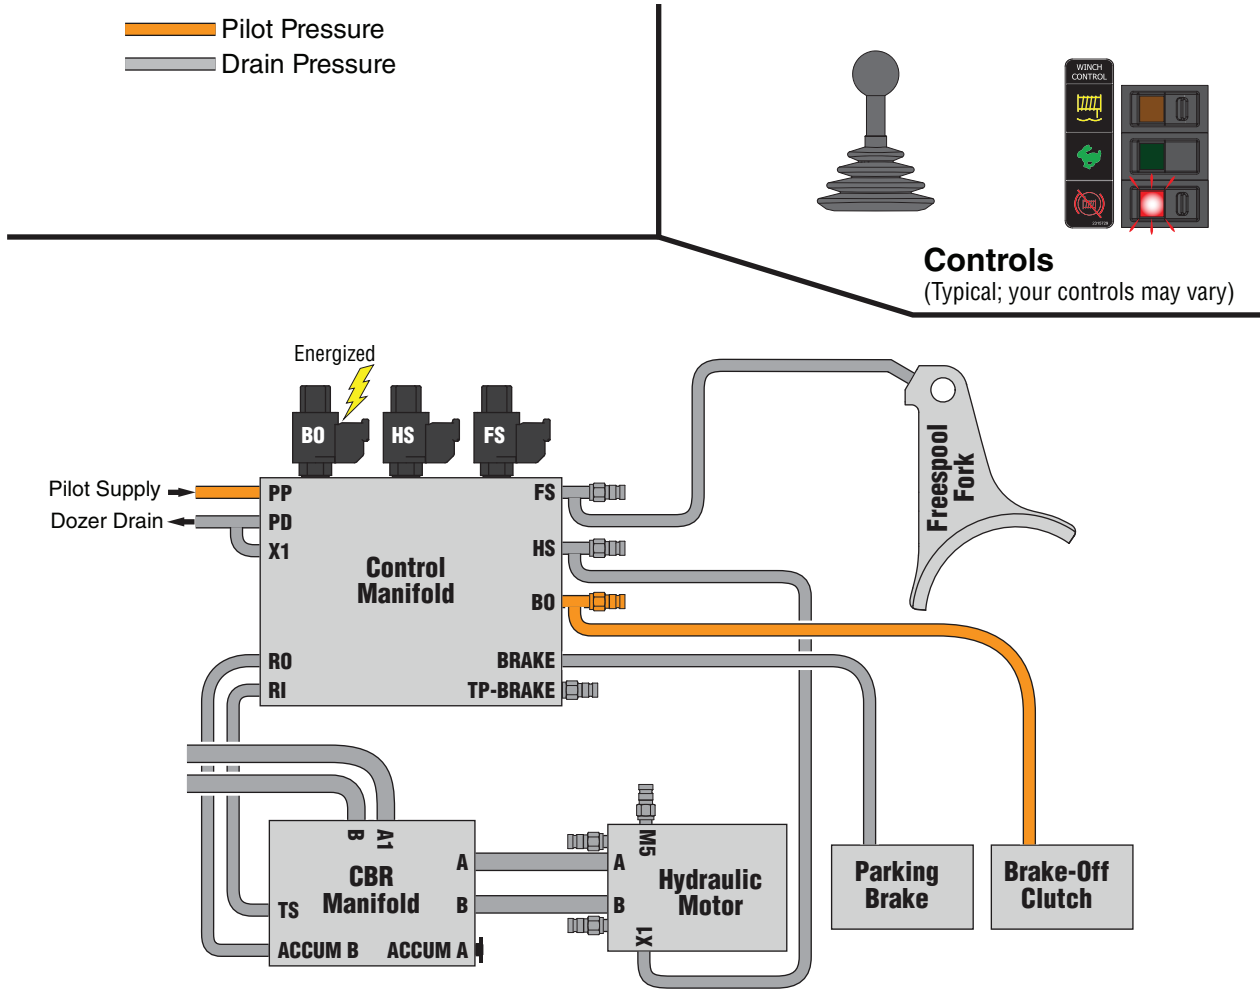 Pilot Pressure
Drain Pressure
WINCH
CONTROL
Controls
(Typical; your controls may vary)
Energized
BO
HS
FS
Pilot Supply
PP
Dozer Drain
PD
X1
FS
HS
BO
Control
Manifold
Freespool
Fork
RO
RI
BRAKE
TP-BRAKE
B
A1
CBR
Manifold
A
B
TS
ACCUM B
ACCUM A
M5
A
B
Hydraulic
Motor
X1
Parking
Brake
Brake-Off
Clutch